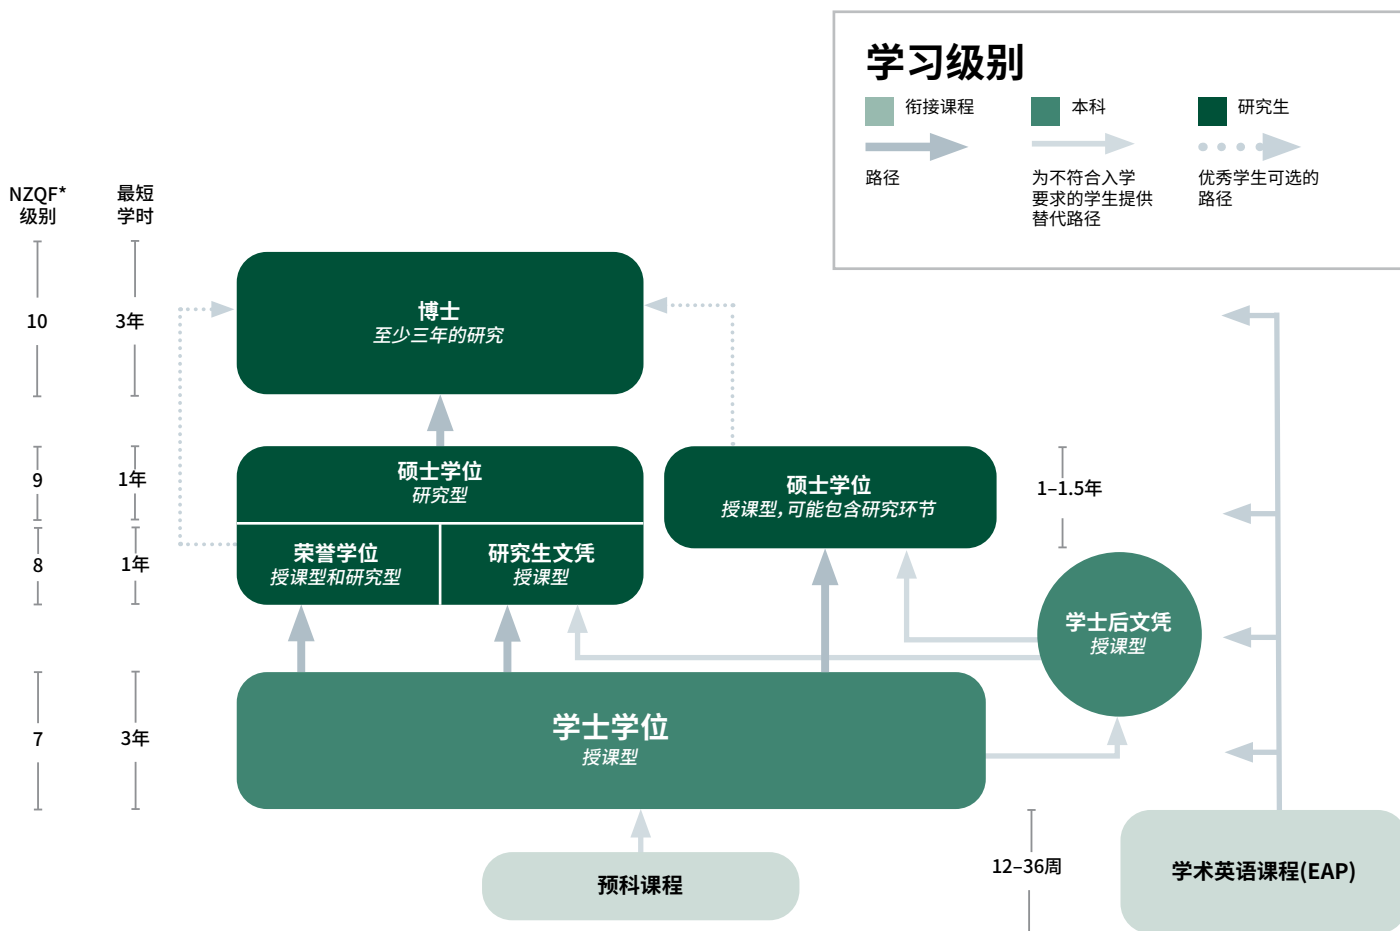 学习级别
衔接课程
本科
研究生
路径
为不符合入学
要求的学生提供
替代路径
优秀学生可选的
路径
NZQF*
级别
最短
学时
10
3年
博士
至少三年的研究
9
1年
硕士学位
研究型
硕士学位
授课型，可能包含研究环节
1–1.5年
8
1年
荣誉学位
授课型和研究型
研究生文凭
授课型
学士后文凭
授课型
7
3年
学士学位
授课型
预科课程
12–36周
学术英语课程(EAP)